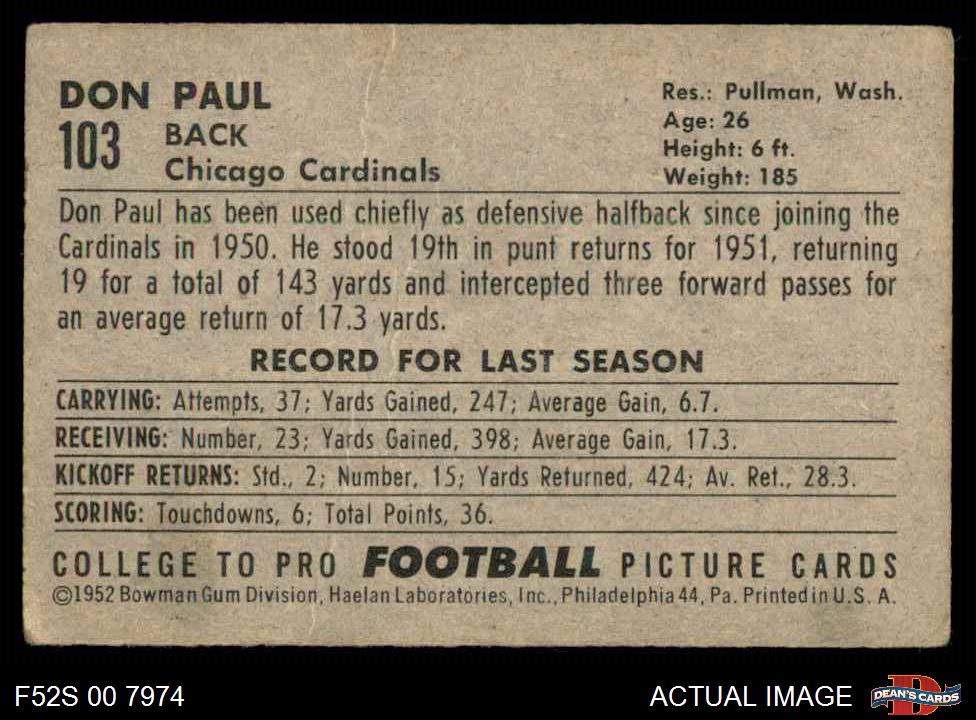 DON PAUL
103 BACK
Chicago Cardinals
Res.: Pullman, Wash.
Age: 26
Height: 6 ft.
Weight: 185
Don Paul has been used chiefly as defensive halfback since joining the
Cardinals in 1950. He stood 19th in punt returns for 1951, returning
19 for a total of 143 yards and intercepted three forward passes for
an average return of 17.3 yards.
RECORD FOR LAST SEASON
CARRYING: Attempts, 37; Yards Gained, 247; Average Gain, 6.7.
RECEIVING: Number, 23; Yards Gained, 398; Average Gain, 17.3.
KICKOFF RETURNS: Std., 2; Number, 15; Yards Returned, 424; Av. Ret., 28.3.
SCORING: Touchdowns, 6; Total Points, 36.
COLLEGE TO PRO FOOTBALL PICTURE CARDS
©1952 Bowman Gum Division, Haelan Laboratories, Inc., Philadelphia 44, Pa. Printed in U. S. A.
F52S 00 7974
ACTUAL IMAGE
DEAN'S CARDS